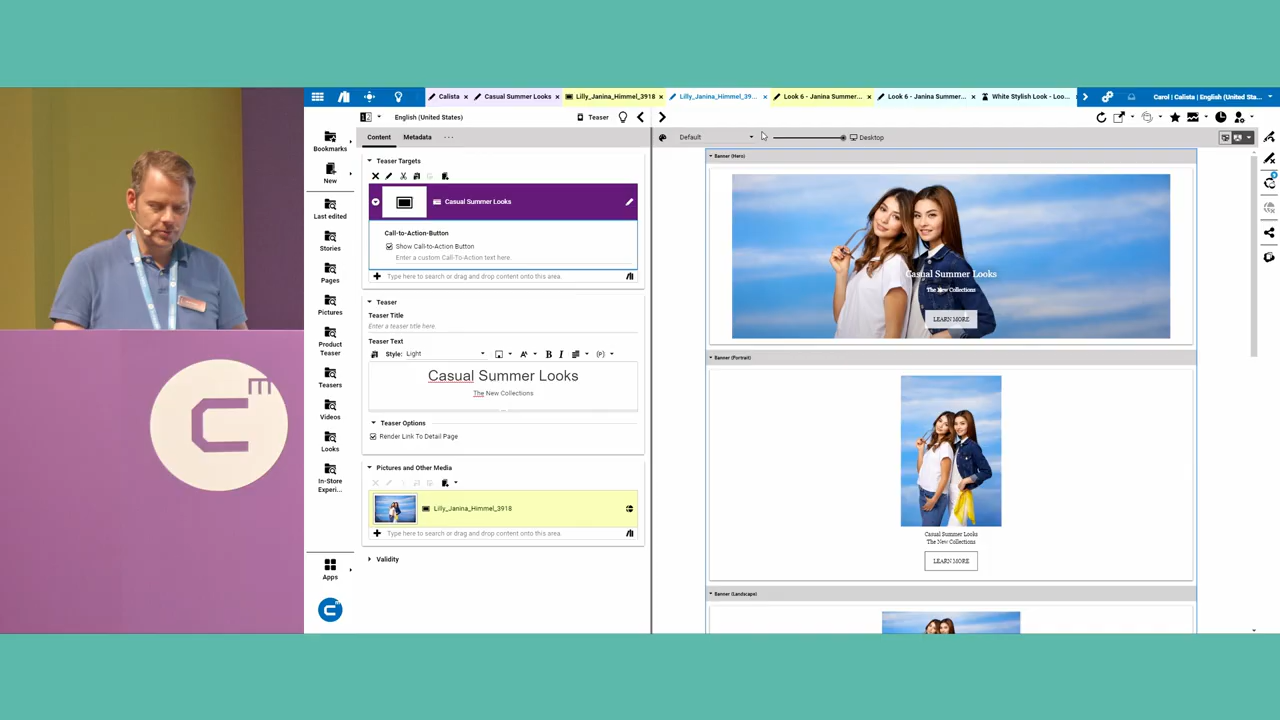 Calista
Casual Summer Looks
Lilly_Janina_Himmel_3918
Lilly_Janina_Himmel_39...
Look 6 - Janina Summer...
Look 6 - Janina Summer...
White Stylish Look - Loo...
Carol | Calista | English (United Sta...
Bookmarks
New
Last edited
Stories
Pages
Pictures
Product
Teaser
Teasers
Videos
Looks
In-Store
Experi...
Apps
English (United States)
Teaser
Content
Metadata
Teaser Targets
Casual Summer Looks
Call-to-Action-Button
Show Call-to-Action Button
Enter a custom Call-To-Action text here.
Type here to search or drag and drop content onto this area.
Teaser
Teaser Title
Enter a teaser title here
Teaser Text
Style: Light
B I (P)
Casual Summer Looks
The New Collections
Teaser Options
Render Link To Detail Page
Pictures and Other Media
Lilly_Janina_Himmel_3918
Type here to search or drag and drop content onto this area.
Validity
Default
Desktop
Banner (Hero)
Casual Summer Looks
The New Collections
LEARN MORE
Banner (Portrait)
Casual Summer Looks
The New Collections
LEARN MORE
Banner (Landscape)
C m